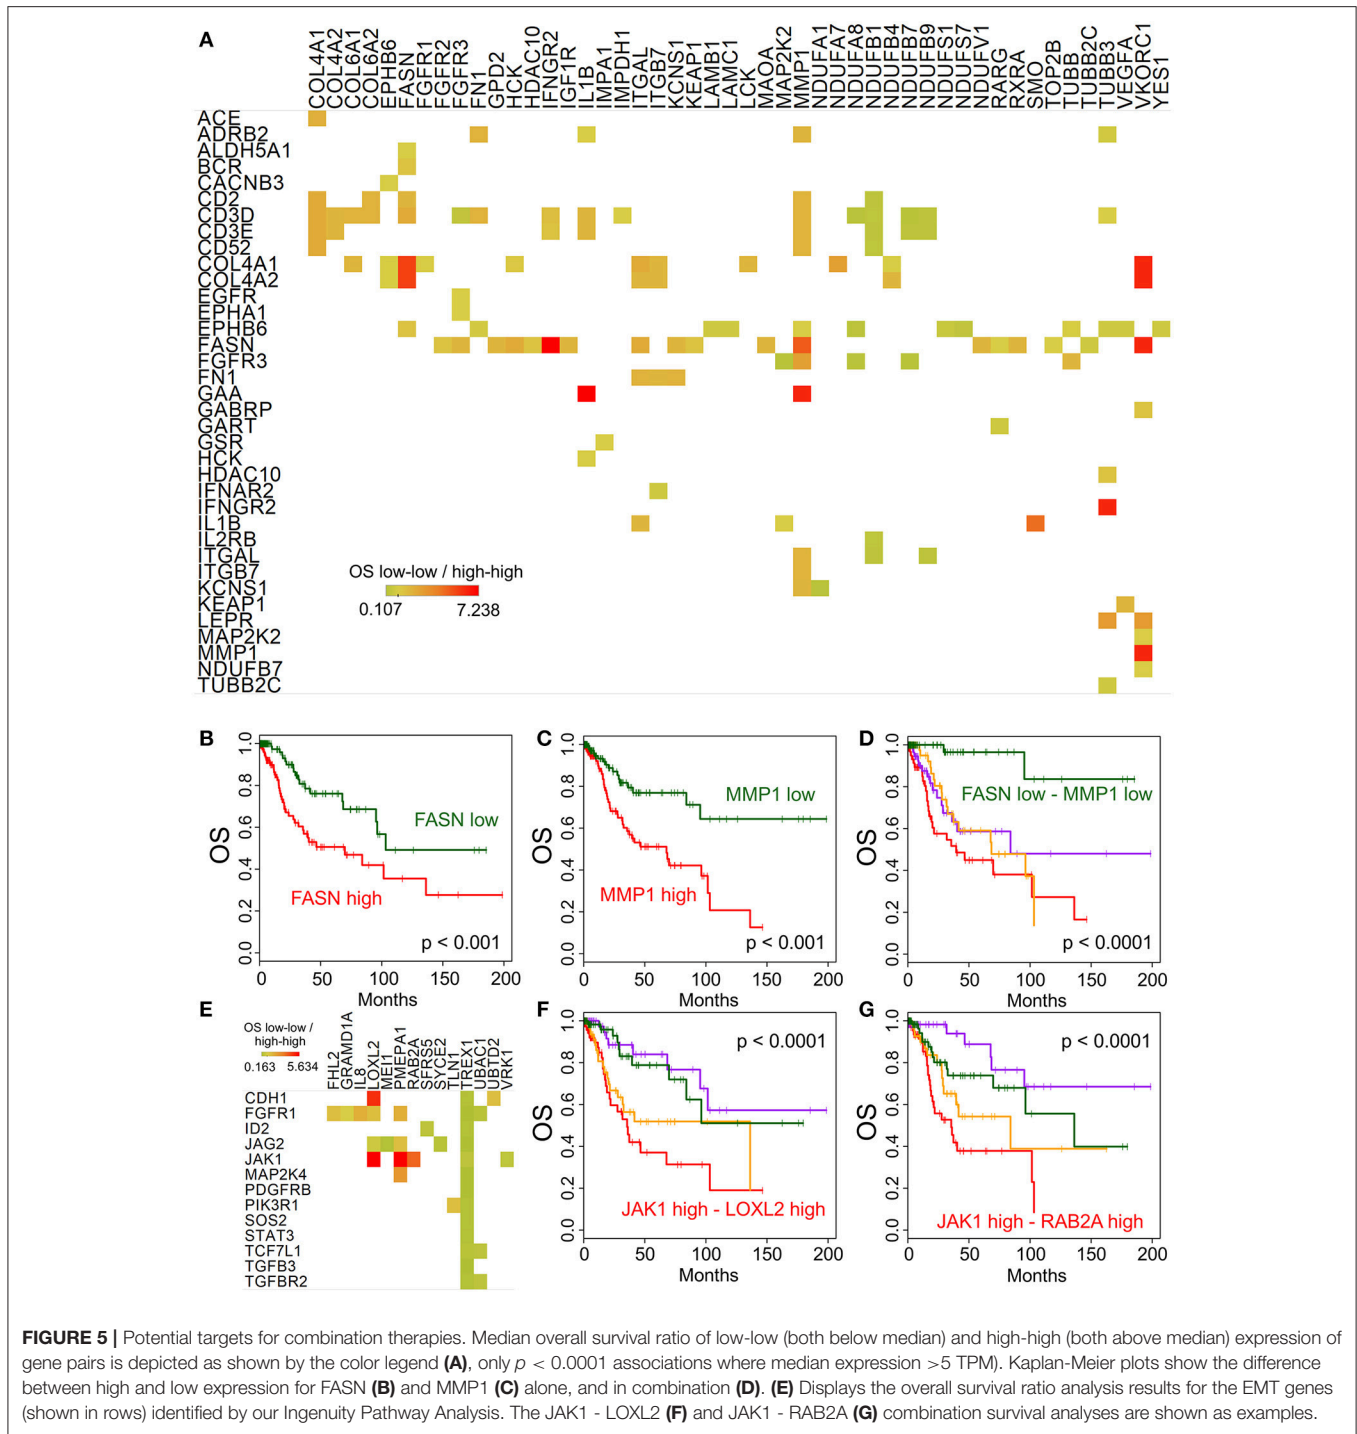 A
COL4A1
COL4A2
COL6A1
COL6A2
EPHB6
FASN
FGFR1
FGFR2
FGFR3
FN1
GPD2
HCK
HDAC10
IFNGR2
IGF1R
IL1B
IMPA1
IMPDH1
ITGAL
ITGB7
KCNS1
KEAP1
LAMB1
LAMC1
LCK
MAOA
MAP2K2
MMP1
NDUFA1
NDUFA7
NDUFA8
NDUFB1
NDUFB4
NDUFB7
NDUFB9
NDUFS1
NDUFS7
NDUFV1
RARG
RXRA
SMO
TOP2B
TUBB
TUBB2C
TUBB3
VEGFA
VKORC1
YES1
ACE
ADRB2
ALDH5A1
BCR
CACNB3
CD2
CD3D
CD3E
CD52
COL4A1
COL4A2
EGFR
EPHA1
EPHB6
FASN
FGFR3
FN1
GAA
GABRP
GART
GSR
HCK
HDAC10
IFNAR2
IFNGR2
IL1B
IL2RB
ITGAL
ITGB7
KCNS1
KEAP1
LEPR
MAP2K2
MMP1
NDUFB7
TUBB2C
OS low-low / high-high
0.107 7.238
B
OS
1.0
0.8
0.6
0.4
0.2
0.0
FASN low
FASN high
p < 0.001
0 50 100 150 200
Months
C
OS
1.0
0.8
0.6
0.4
0.2
0.0
MMP1 low
MMP1 high
p < 0.001
0 50 100 150 200
Months
D
OS
1.0
0.8
0.6
0.4
0.2
0.0
FASN low - MMP1 low
p < 0.0001
0 50 100 150 200
Months
E
OS low-low /
high-high
0.163 5.634
FHL2
GRAMD1A
IL8
LOXL2
MEI1
PMEPA1
RAB2A
SFRS5
SYCE2
TLN1
TREX1
UBAC1
UBTD2
VRK1
CDH1
FGFR1
ID2
JAG2
JAK1
MAP2K4
PDGFRB
PIK3R1
SOS2
STAT3
TCF7L1
TGFB3
TGFBR2
F
OS
1.0
0.8
0.6
0.4
0.2
0.0
p < 0.0001
JAK1 high - LOXL2 high
0 50 100 150 200
Months
G
OS
1.0
0.8
0.6
0.4
0.2
0.0
p < 0.0001
JAK1 high - RAB2A high
0 50 100 150 200
Months
FIGURE 5 | Potential targets for combination therapies. Median overall survival ratio of low-low (both below median) and high-high (both above median) expression of
gene pairs is depicted as shown by the color legend (A), only p < 0.0001 associations where median expression >5 TPM). Kaplan-Meier plots show the difference
between high and low expression for FASN (B) and MMP1 (C) alone, and in combination (D). (E) Displays the overall survival ratio analysis results for the EMT genes
(shown in rows) identified by our Ingenuity Pathway Analysis. The JAK1 - LOXL2 (F) and JAK1 - RAB2A (G) combination survival analyses are shown as examples.